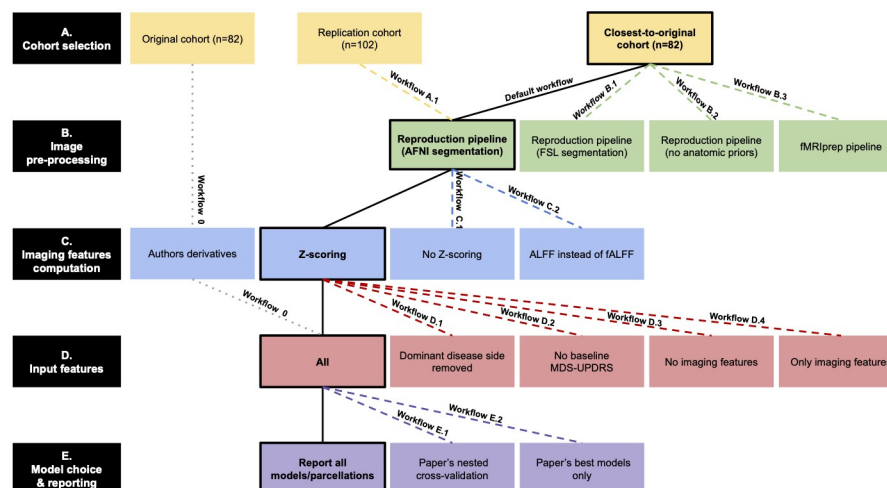 A.
Cohort selection
Original cohort (n=82)
Replication cohort
(n=102)
Closest-to-original
cohort (n=82)
Workflow A.1
Default workflow
Workflow B.1
Workflow B.2
Workflow B.3
B.
Image
pre-processing
Reproduction pipeline
(AFNI segmentation)
Reproduction pipeline
(FSL segmentation)
Reproduction pipeline
(no anatomic priors)
fMRIprep pipeline
Workflow 0
Workflow C.1
Workflow C.2
C.
Imaging features
computation
Authors derivatives
Z-scoring
No Z-scoring
ALFF instead of fALFF
Workflow 0
Workflow D.1
Workflow D.2
Workflow D.3
Workflow D.4
D.
Input features
All
Dominant disease side
removed
No baseline
MDS-UPDRS
No imaging features
Only imaging features
Workflow E.1
Workflow E.2
E.
Model choice
& reporting
Report all
models/parcellations
Paper's nested
cross-validation
Paper's best models
only